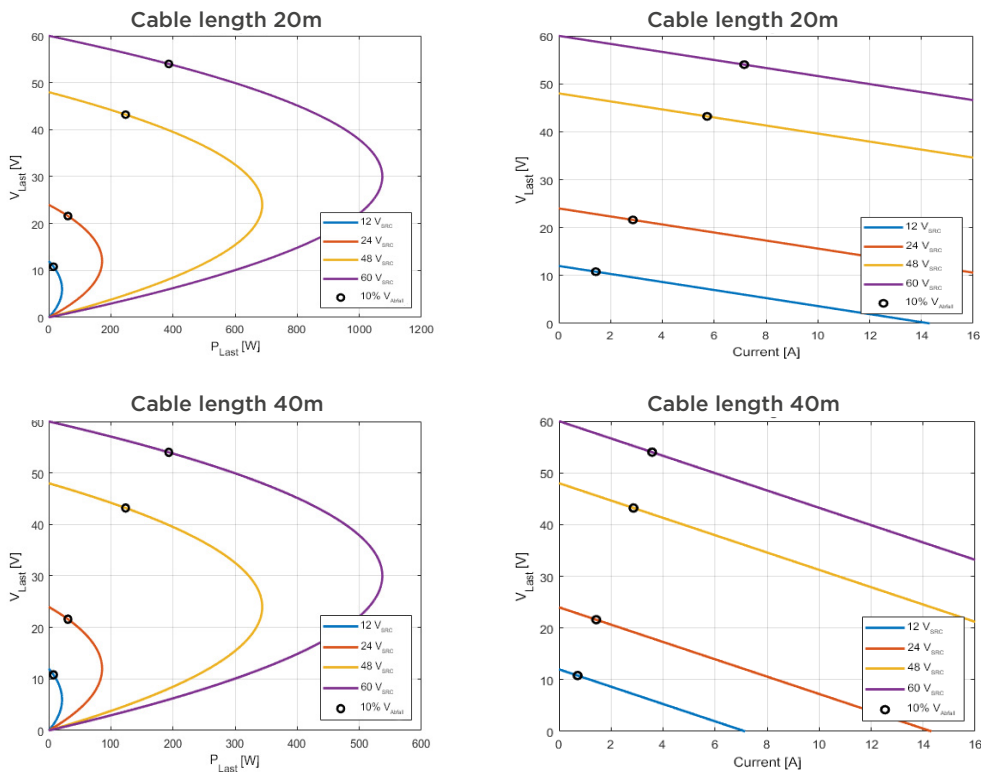 Cable length 20m
60
50
40
30
20
10
0
V_Last [V]
0 200 400 600 800 1000 1200
P_Last [W]
12 V_SRC
24 V_SRC
48 V_SRC
60 V_SRC
10% V_Abfall
Cable length 20m
60
50
40
30
20
10
0
V_Last [V]
0 2 4 6 8 10 12 14 16
Current [A]
12 V_SRC
24 V_SRC
48 V_SRC
60 V_SRC
10% V_Abfall
Cable length 40m
60
50
40
30
20
10
0
V_Last [V]
0 100 200 300 400 500 600
P_Last [W]
12 V_SRC
24 V_SRC
48 V_SRC
60 V_SRC
10% V_Abfall
Cable length 40m
60
50
40
30
20
10
0
V_Last [V]
0 2 4 6 8 10 12 14 16
Current [A]
12 V_SRC
24 V_SRC
48 V_SRC
60 V_SRC
10% V_Abfall